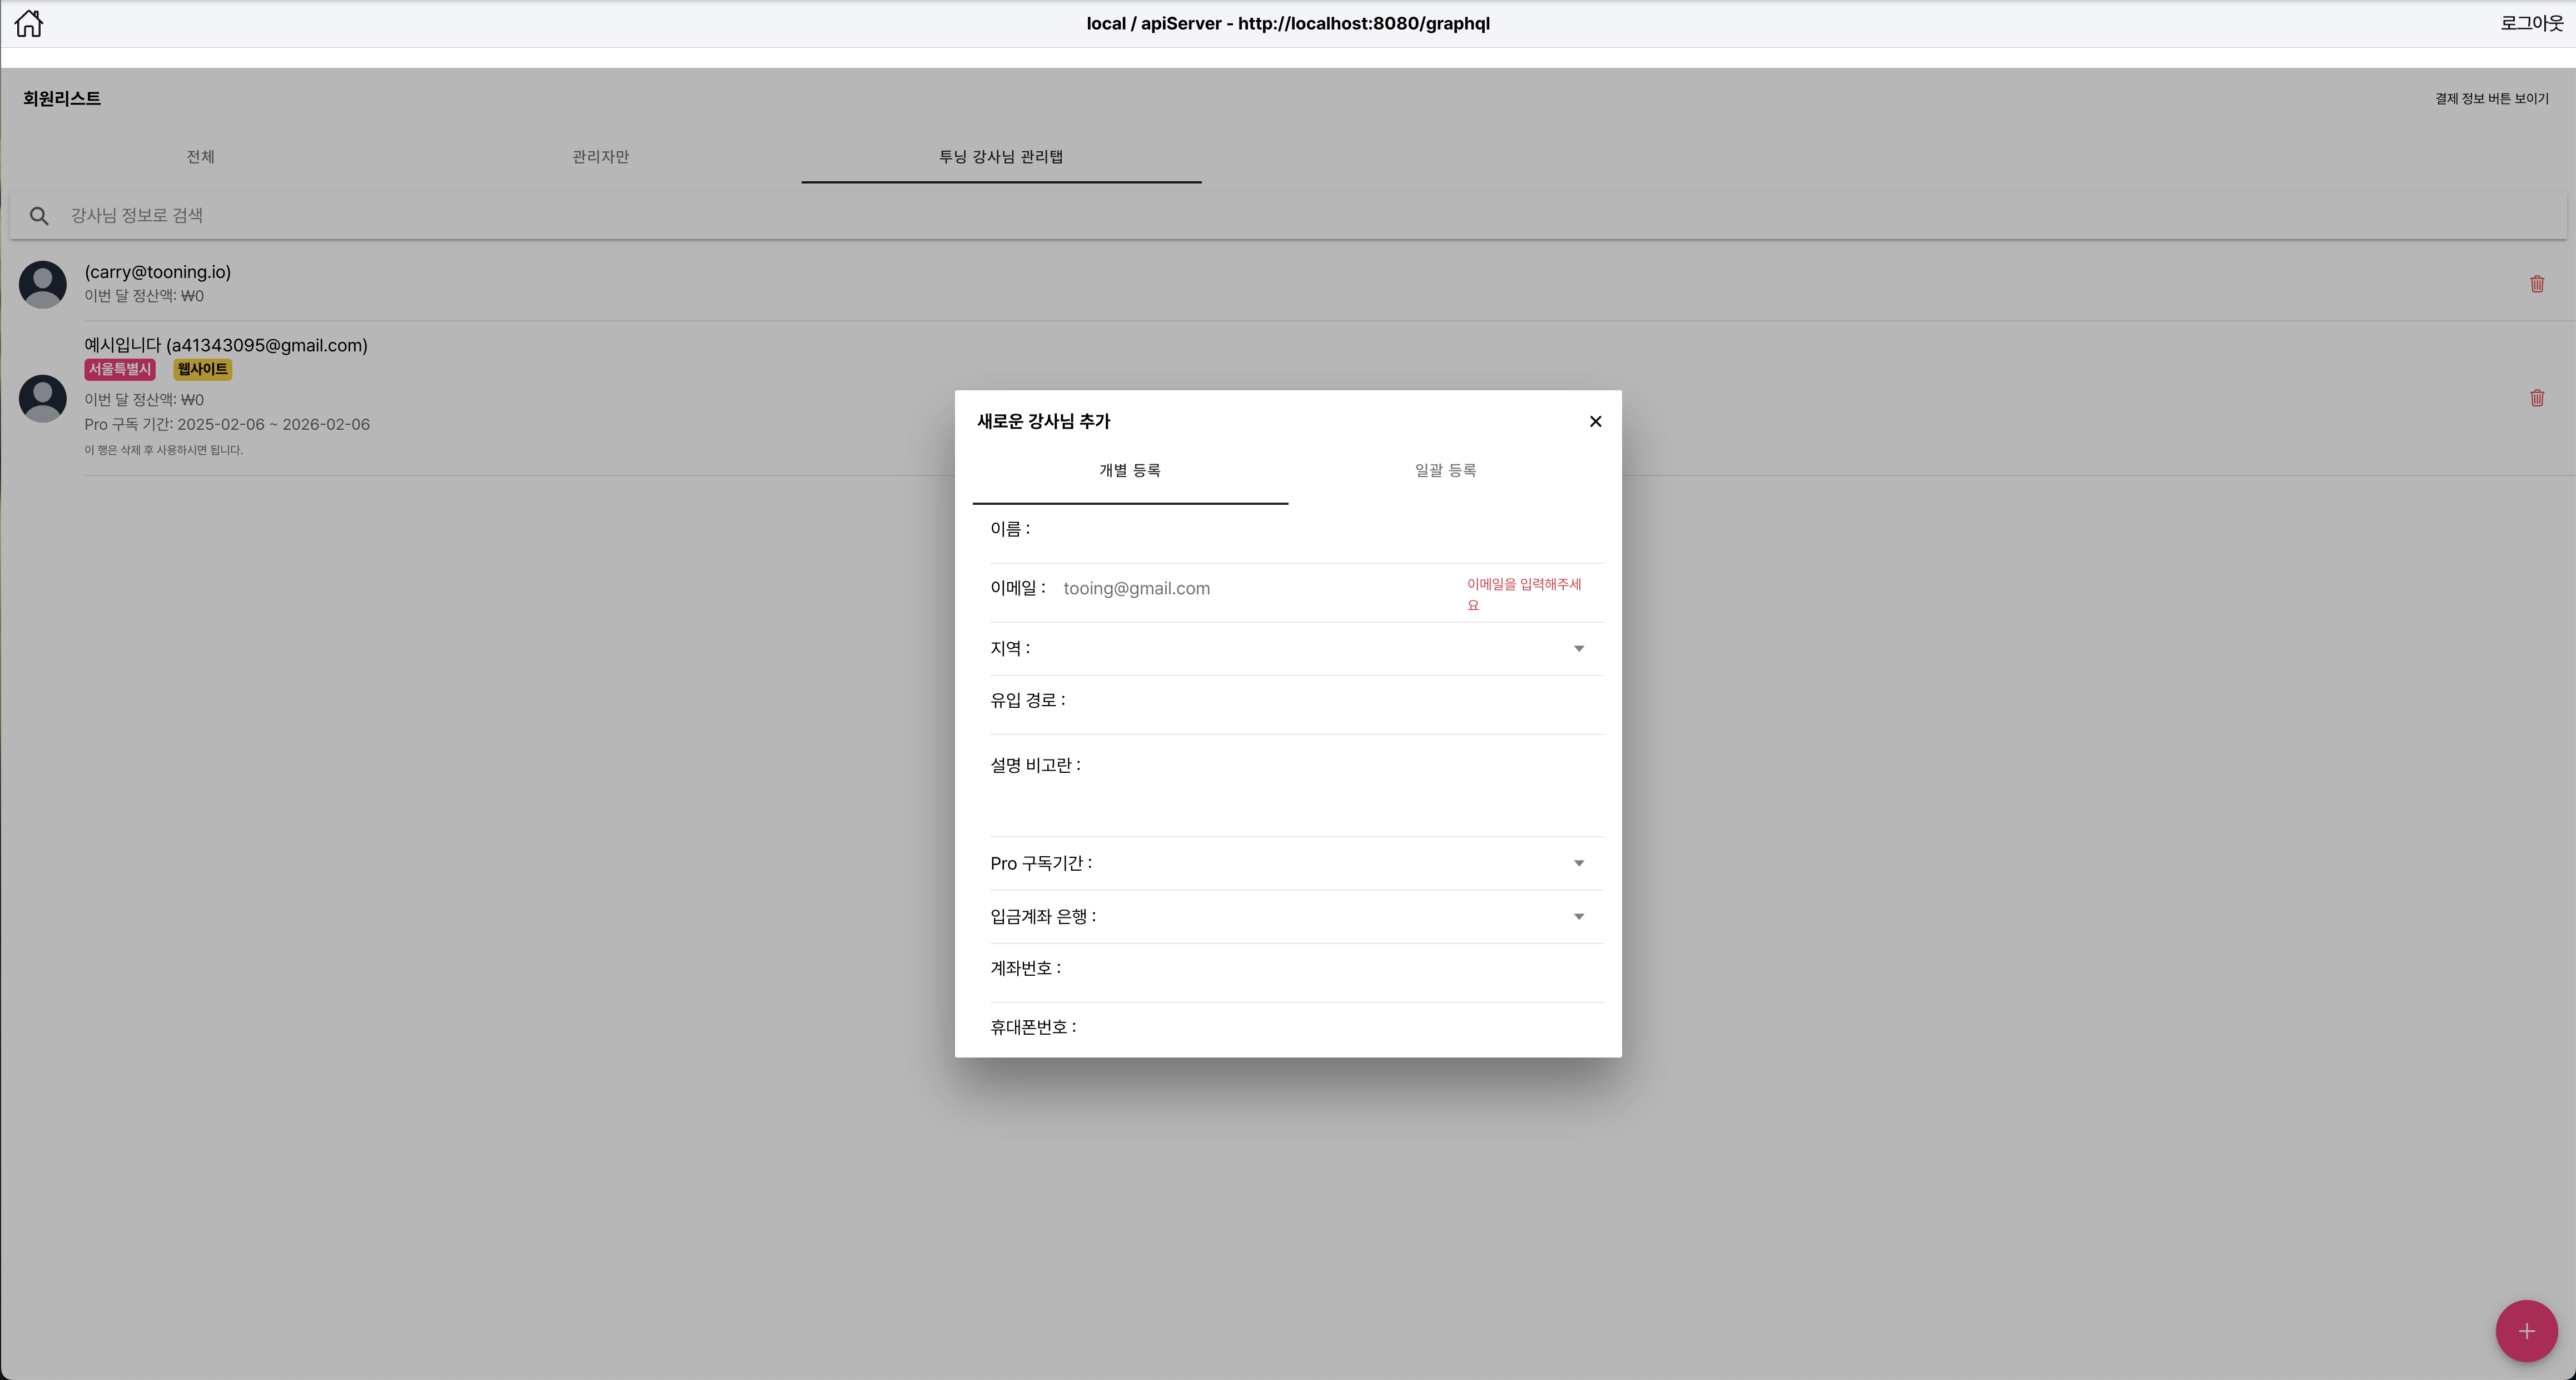 local / apiServer - http://localhost:8080/graphql
로그아웃
회원리스트
결제 정보 버튼 보이기
전체
관리자만
투닝 강사님 관리탭
강사님 정보로 검색
(carry@tooning.io)
이번 달 정산액: ₩0
예시입니다 (a41343095@gmail.com)
서울특별시 웹사이트
이번 달 정산액: ₩0
Pro 구독 기간: 2025-02-06 ~ 2026-02-06
이 행은 삭제 후 사용하시면 됩니다.
새로운 강사님 추가
개별 등록
일괄 등록
이름 :
이메일 : tooing@gmail.com
이메일을 입력해주세
요
지역 :
유입 경로 :
설명 비고란 :
Pro 구독기간 :
입금계좌 은행 :
계좌번호 :
휴대폰번호 :